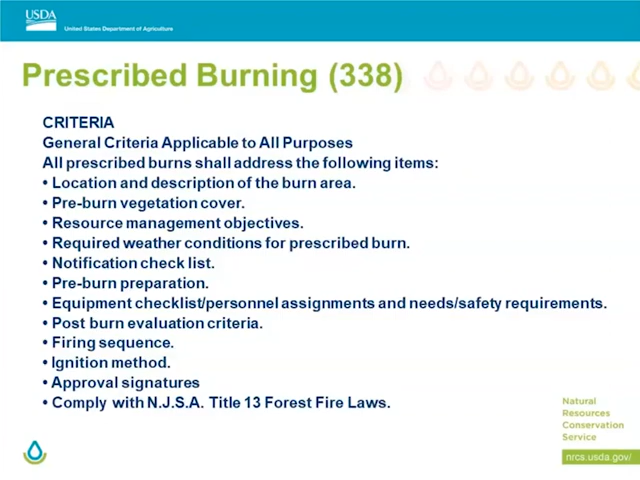 USDA
United States Department of Agriculture
Prescribed Burning (338)
CRITERIA
General Criteria Applicable to All Purposes
All prescribed burns shall address the following items:
• Location and description of the burn area.
• Pre-burn vegetation cover.
• Resource management objectives.
• Required weather conditions for prescribed burn.
• Notification check list.
• Pre-burn preparation.
• Equipment checklist/personnel assignments and needs/safety requirements.
• Post burn evaluation criteria.
• Firing sequence.
• Ignition method.
• Approval signatures
• Comply with N.J.S.A. Title 13 Forest Fire Laws.
Natural
Resources
Conservation
Service
nrcs.usda.gov/